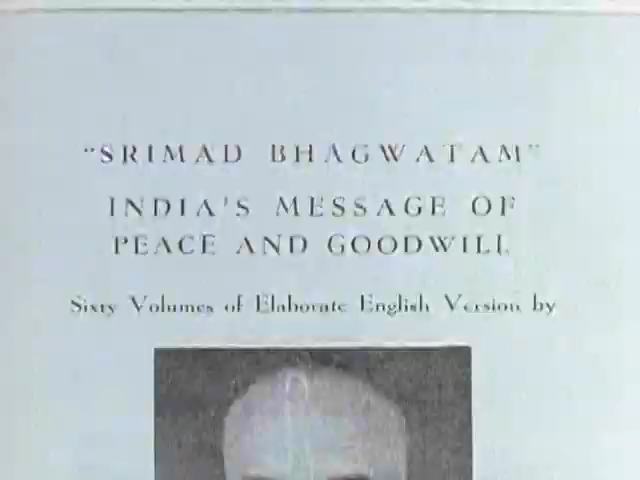 "SRIMAD BHAGWATAM"
INDIA'S MESSAGE OF
PEACE AND GOODWILL
Sixty Volumes of Elaborate English Version by